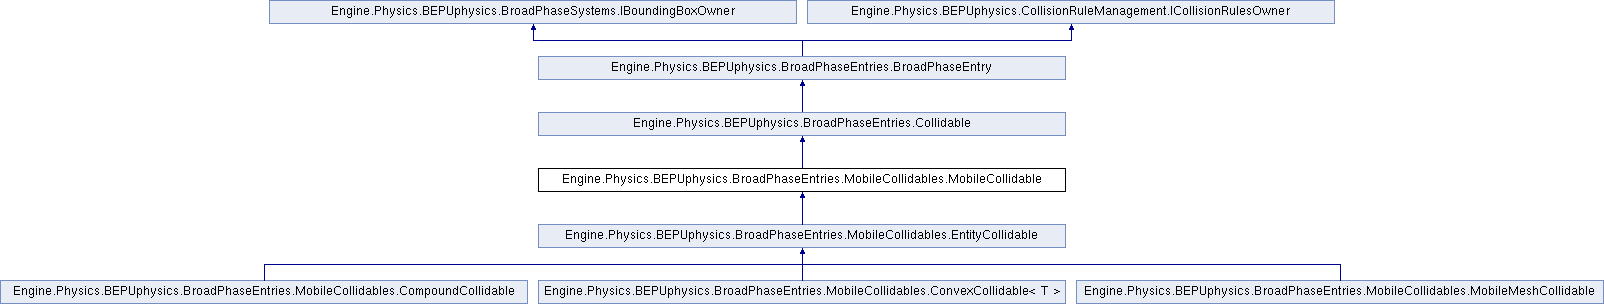 Engine.Physics.BEPUphysics.BroadPhaseSystems.IBoundingBoxOwner
Engine.Physics.BEPUphysics.CollisionRuleManagement.ICollisionRulesOwner
Engine.Physics.BEPUphysics.BroadPhaseEntries.BroadPhaseEntry
Engine.Physics.BEPUphysics.BroadPhaseEntries.Collidable
Engine.Physics.BEPUphysics.BroadPhaseEntries.MobileCollidables.MobileCollidable
Engine.Physics.BEPUphysics.BroadPhaseEntries.MobileCollidables.EntityCollidable
Engine.Physics.BEPUphysics.BroadPhaseEntries.MobileCollidables.CompoundCollidable
Engine.Physics.BEPUphysics.BroadPhaseEntries.MobileCollidables.ConvexCollidable< T >
Engine.Physics.BEPUphysics.BroadPhaseEntries.MobileCollidables.MobileMeshCollidable